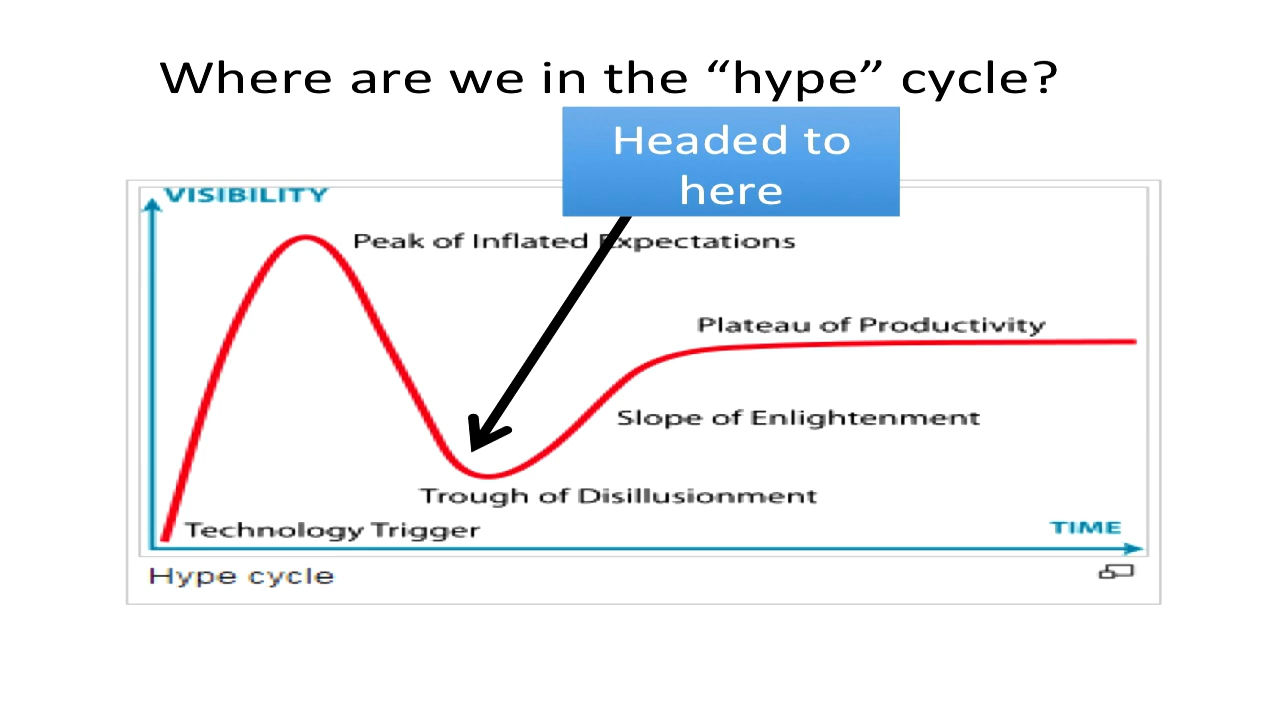 Where are we in the “hype” cycle?
Headed to
here
VISIBILITY
Peak of Inflated Expectations
Plateau of Productivity
Slope of Enlightenment
Trough of Disillusionment
Technology Trigger
TIME
Hype cycle